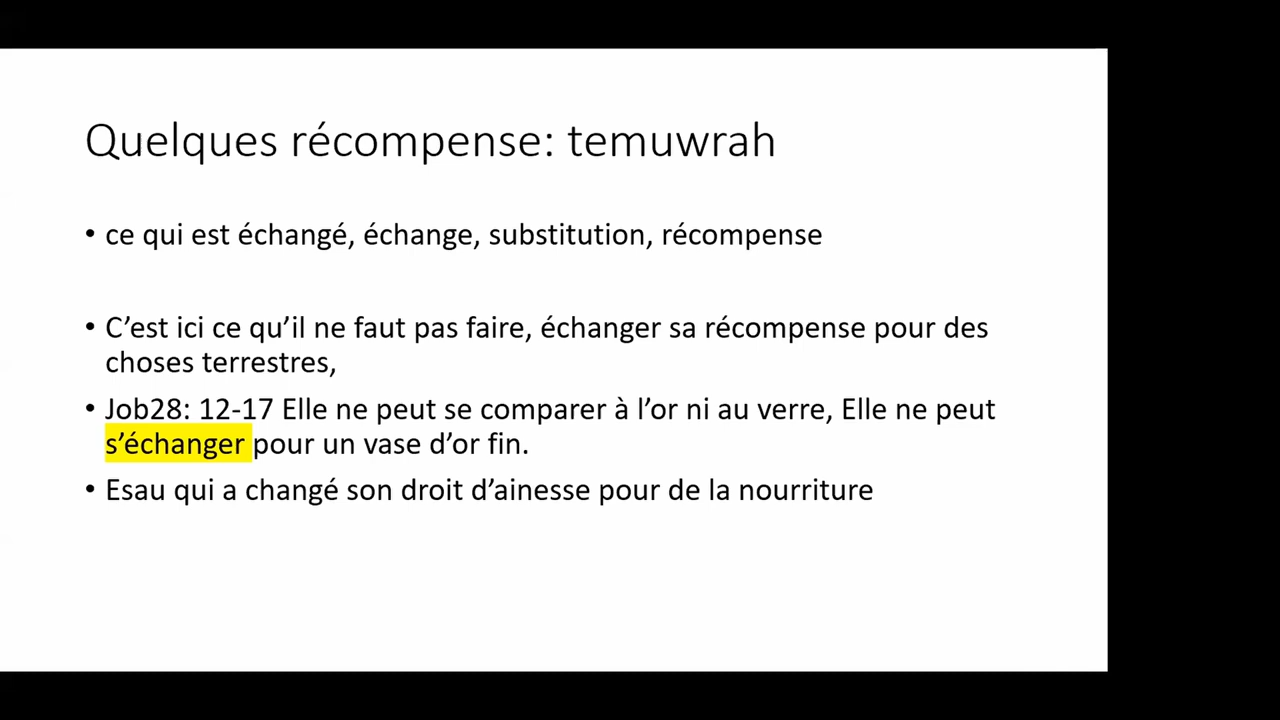 Quelques récompense: temuwrah
• ce qui est échangé, échange, substitution, récompense
• C’est ici ce qu’il ne faut pas faire, échanger sa récompense pour des
choses terrestres,
• Job28: 12-17 Elle ne peut se comparer à l’or ni au verre, Elle ne peut
s’échanger pour un vase d’or fin.
• Esau qui a changé son droit d’ainesse pour de la nourriture